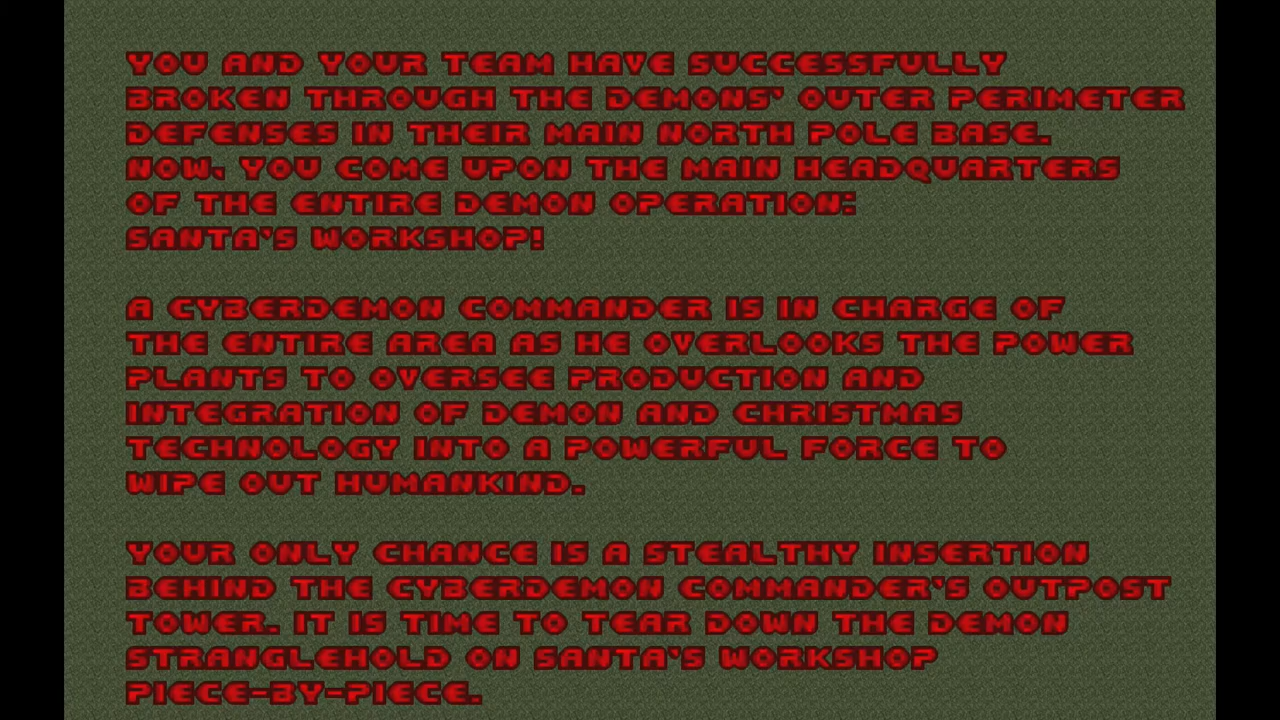 YOU AND YOUR TEAM HAVE SUCCESSFULLY
BROKEN THROUGH THE DEMONS' OUTER PERIMETER
DEFENSES IN THEIR MAIN NORTH POLE BASE.
NOW, YOU COME UPON THE MAIN HEADQUARTERS
OF THE ENTIRE DEMON OPERATION:
SANTA'S WORKSHOP!
A CYBERDEMON COMMANDER IS IN CHARGE OF
THE ENTIRE AREA AS HE OVERLOOKS THE POWER
PLANTS TO OVERSEE PRODUCTION AND
INTEGRATION OF DEMON AND CHRISTMAS
TECHNOLOGY INTO A POWERFUL FORCE TO
WIPE OUT HUMANKIND.
YOUR ONLY CHANCE IS A STEALTHY INSERTION
BEHIND THE CYBERDEMON COMMANDER'S OUTPOST
TOWER. IT IS TIME TO TEAR DOWN THE DEMON
STRANGLEHOLD ON SANTA'S WORKSHOP
PIECE-BY-PIECE.